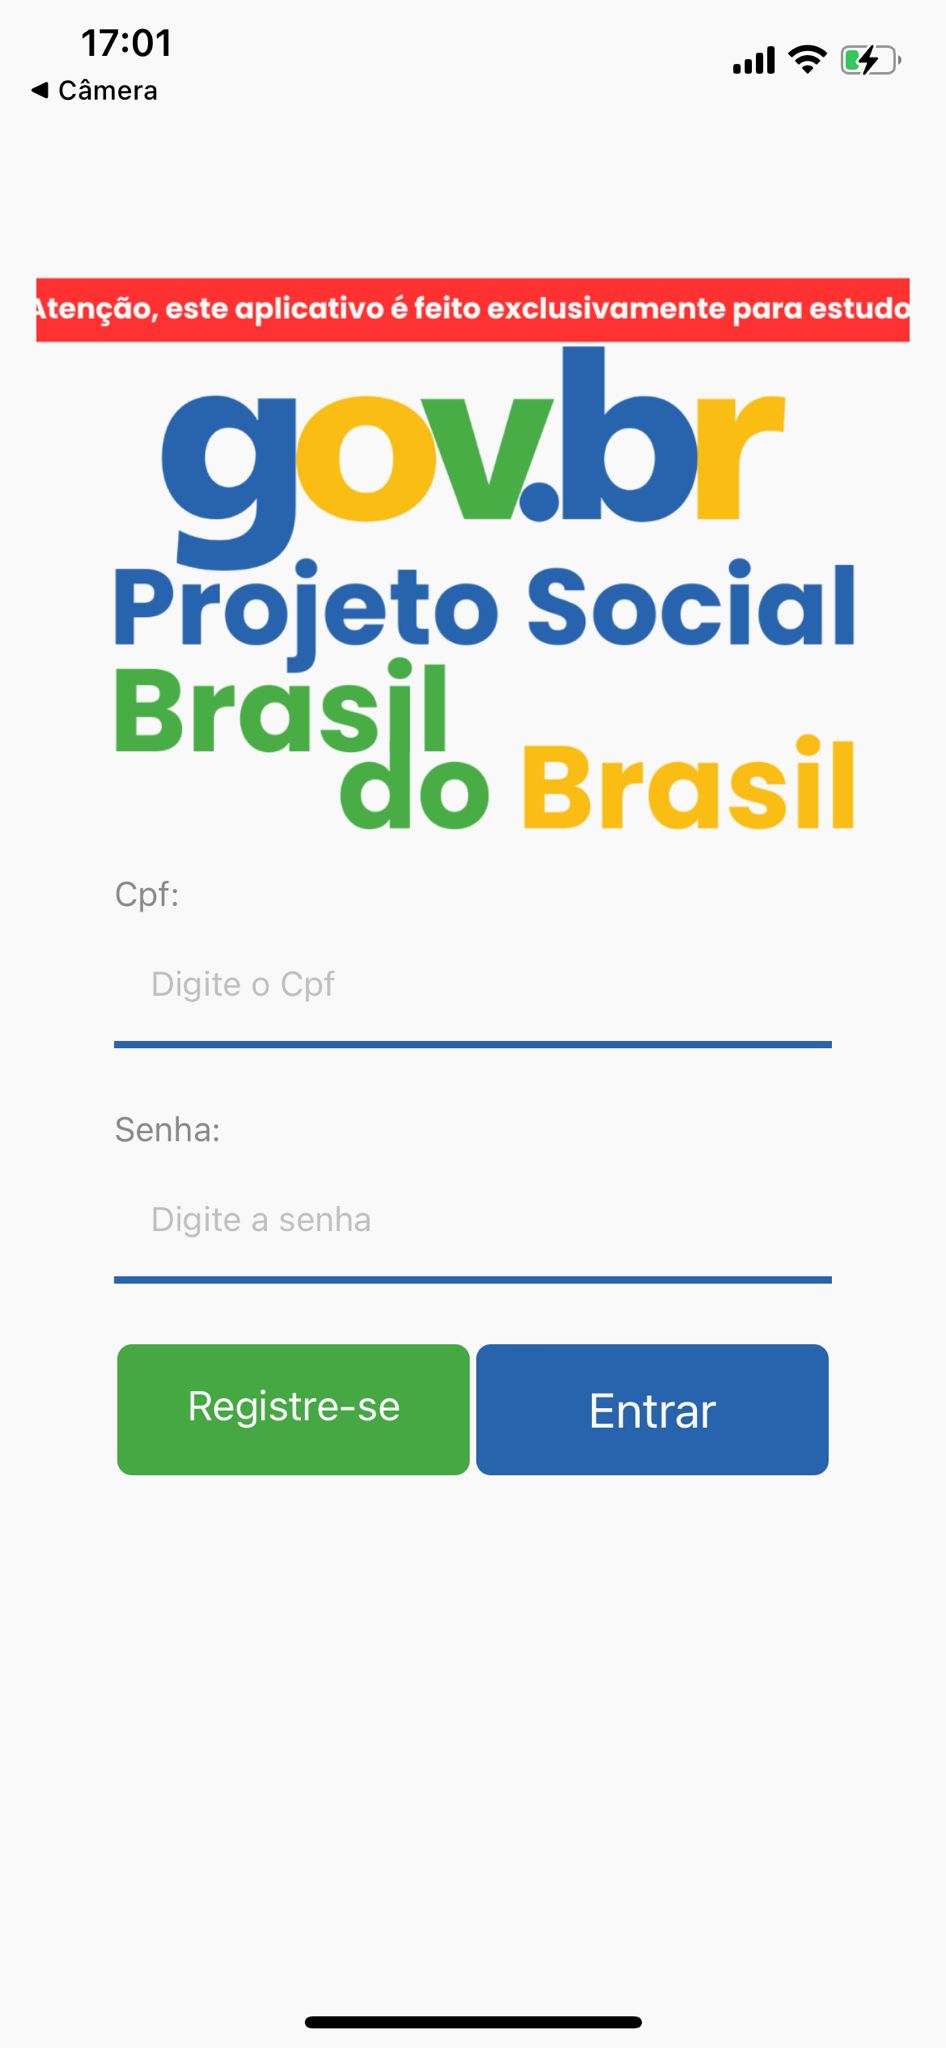 17:01
◀ Câmera
Atenção, este aplicativo é feito exclusivamente para estudo
gov.br
Projeto Social
Brasil
do Brasil
Cpf:
Digite o Cpf
Senha:
Digite a senha
Registre-se
Entrar